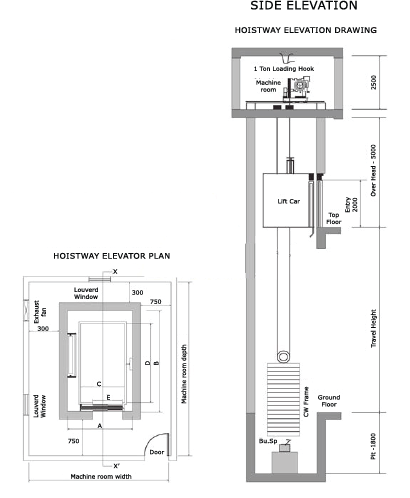 SIDE ELEVATION
HOISTWAY ELEVATION DRAWING
1 Ton Loading Hook
Machine
room
2500
Over Head - 5000
Lift Car
Entry
2000
Top
Floor
Travel Height
CW Frame
Ground
Floor
Bu.Sp
Pit -1800
HOISTWAY ELEVATOR PLAN
X
Louverd
Window
300
750
Exhaust
fan
300
D
B
C
E
A
Louverd
Window
Machine room depth
750
Door
X'
Machine room width